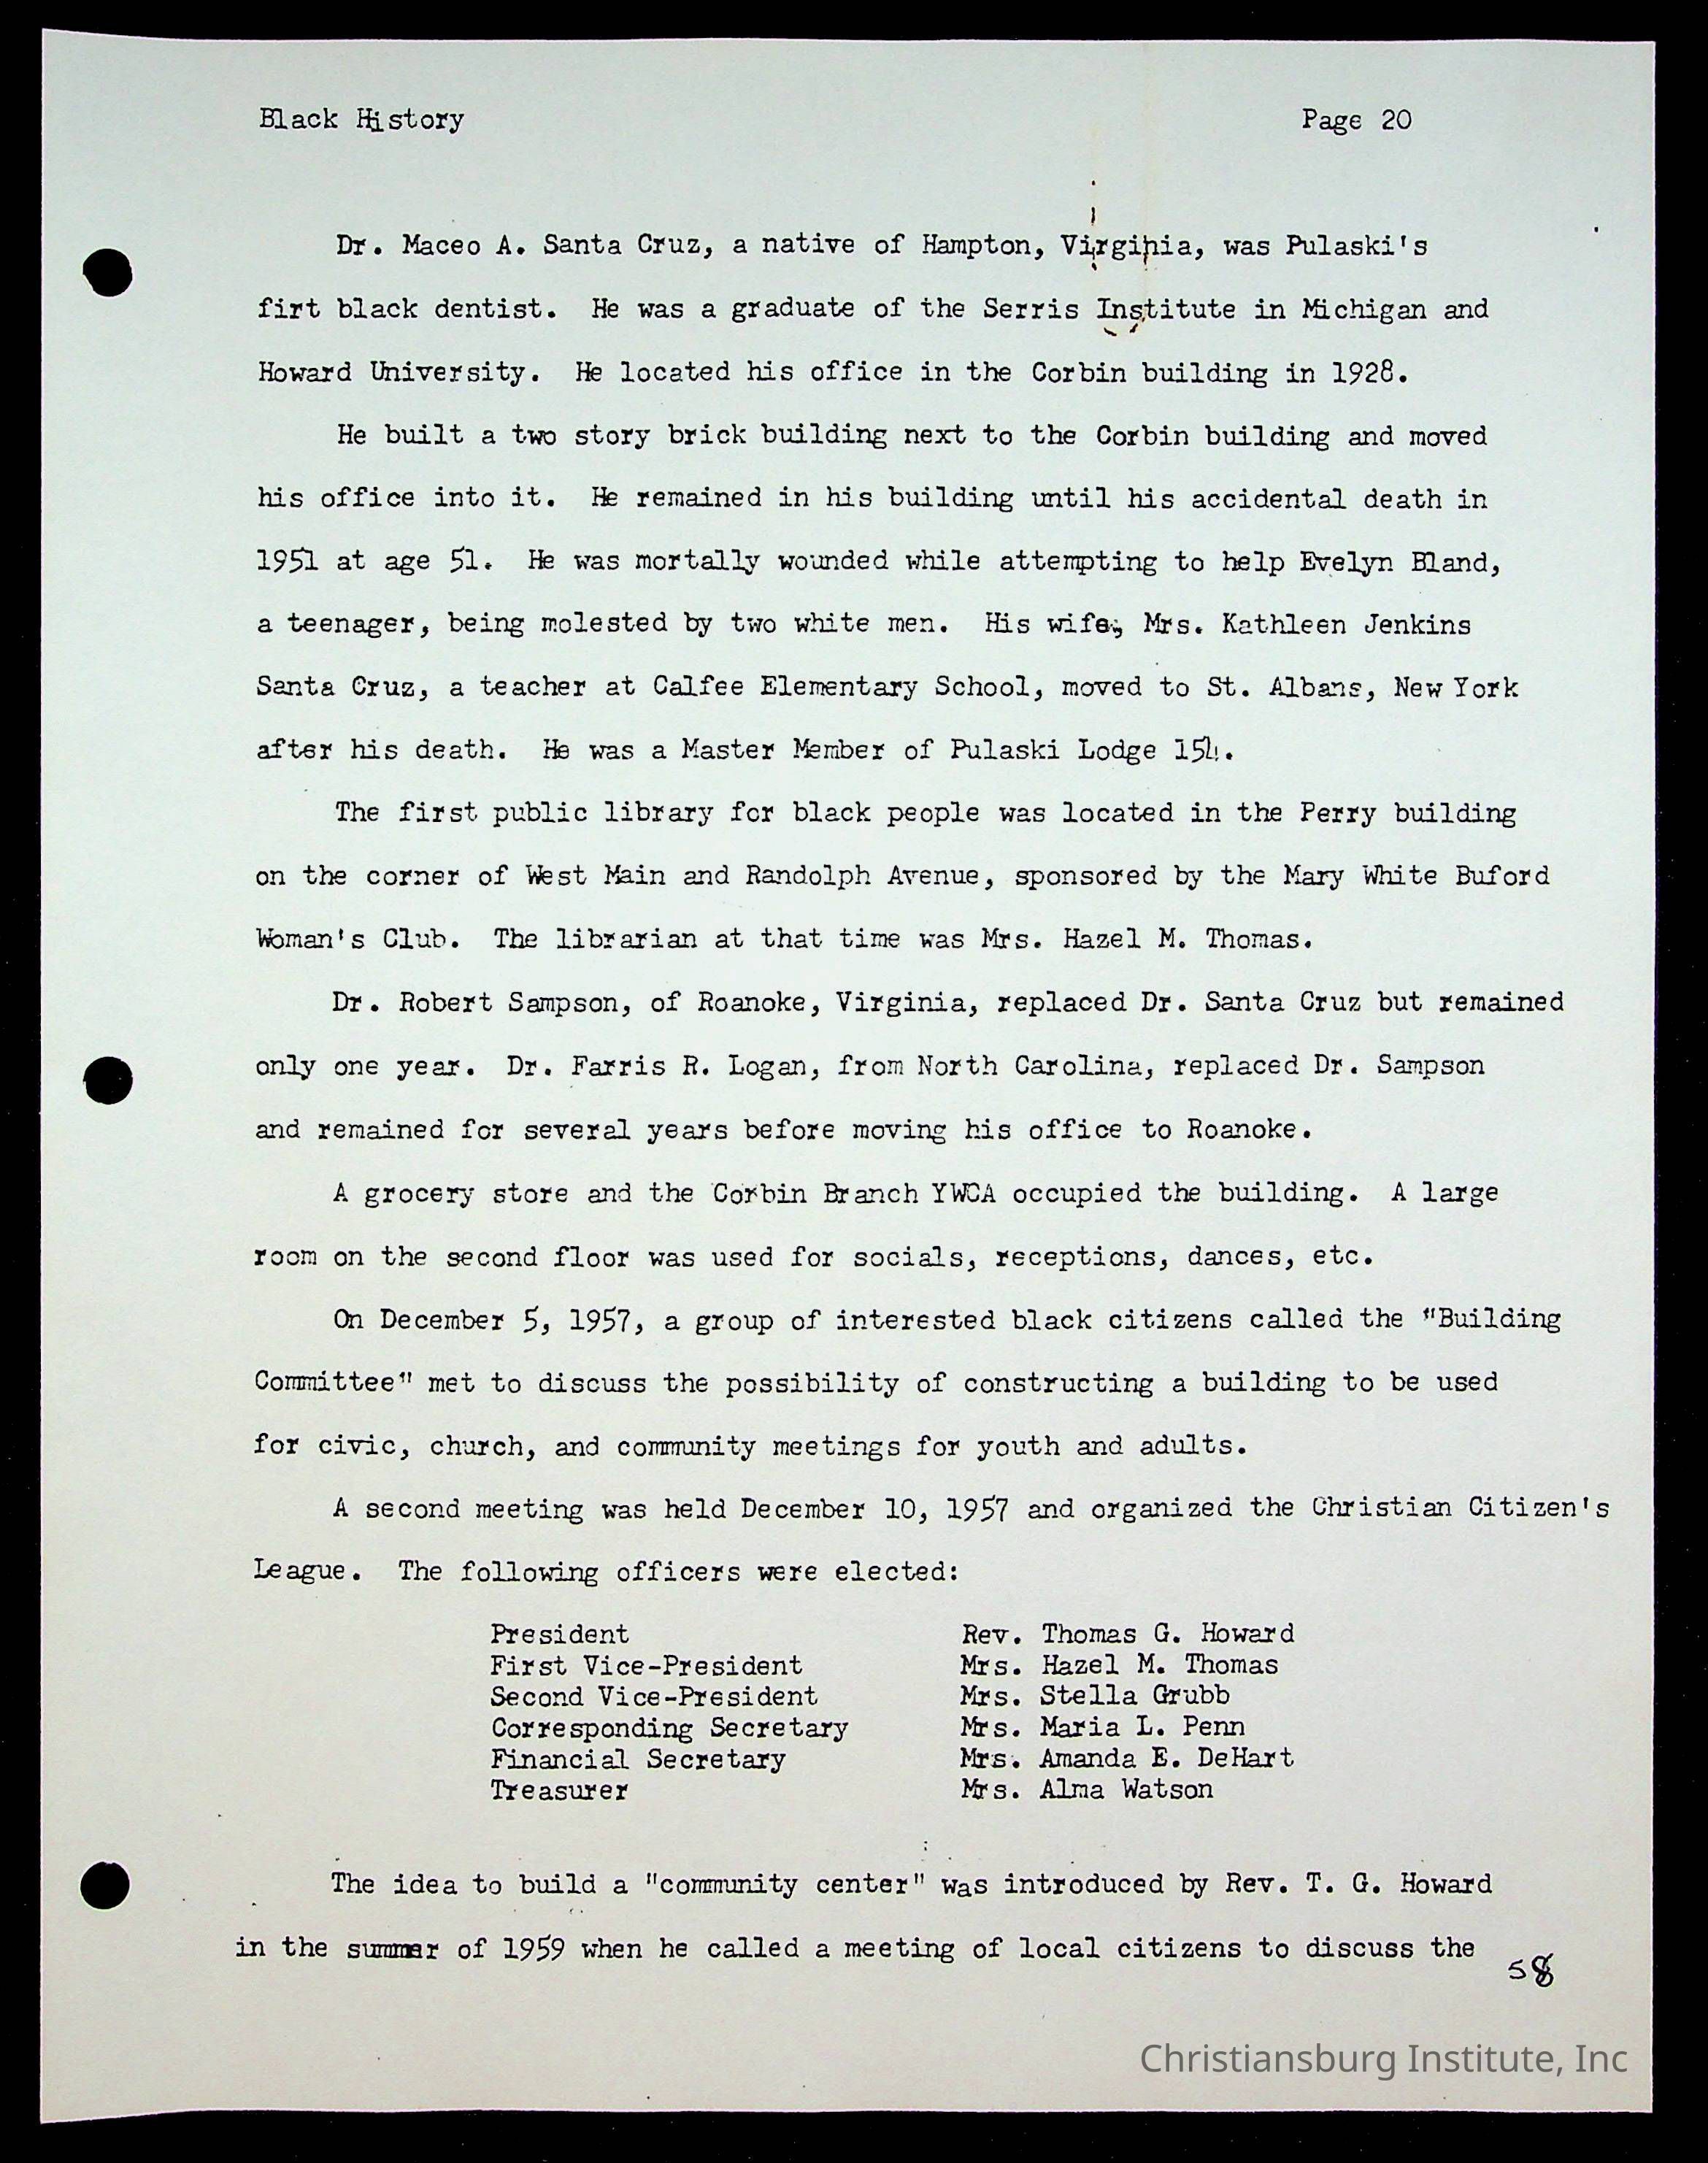 Black History Page 20
Dr. Maceo A. Santa Cruz, a native of Hampton, Virginia, was Pulaski's
firt black dentist. He was a graduate of the Serris Institute in Michigan and
Howard University. He located his office in the Corbin building in 1928.
He built a two story brick building next to the Corbin building and moved
his office into it. He remained in his building until his accidental death in
1951 at age 51. He was mortally wounded while attempting to help Evelyn Bland,
a teenager, being molested by two white men. His wife, Mrs. Kathleen Jenkins
Santa Cruz, a teacher at Calfee Elementary School, moved to St. Albans, New York
after his death. He was a Master Member of Pulaski Lodge 154.
The first public library for black people was located in the Perry building
on the corner of West Main and Randolph Avenue, sponsored by the Mary White Buford
Woman's Club. The librarian at that time was Mrs. Hazel M. Thomas.
Dr. Robert Sampson, of Roanoke, Virginia, replaced Dr. Santa Cruz but remained
only one year. Dr. Farris R. Logan, from North Carolina, replaced Dr. Sampson
and remained for several years before moving his office to Roanoke.
A grocery store and the Corbin Branch YWCA occupied the building. A large
room on the second floor was used for socials, receptions, dances, etc.
On December 5, 1957, a group of interested black citizens called the "Building
Committee" met to discuss the possibility of constructing a building to be used
for civic, church, and community meetings for youth and adults.
A second meeting was held December 10, 1957 and organized the Christian Citizen's
League. The following officers were elected:
President Rev. Thomas G. Howard
First Vice-President Mrs. Hazel M. Thomas
Second Vice-President Mrs. Stella Grubb
Corresponding Secretary Mrs. Maria L. Penn
Financial Secretary Mrs. Amanda E. DeHart
Treasurer Mrs. Alma Watson
The idea to build a "community center" was introduced by Rev. T. G. Howard
in the summer of 1959 when he called a meeting of local citizens to discuss the
58
Christiansburg Institute, Inc